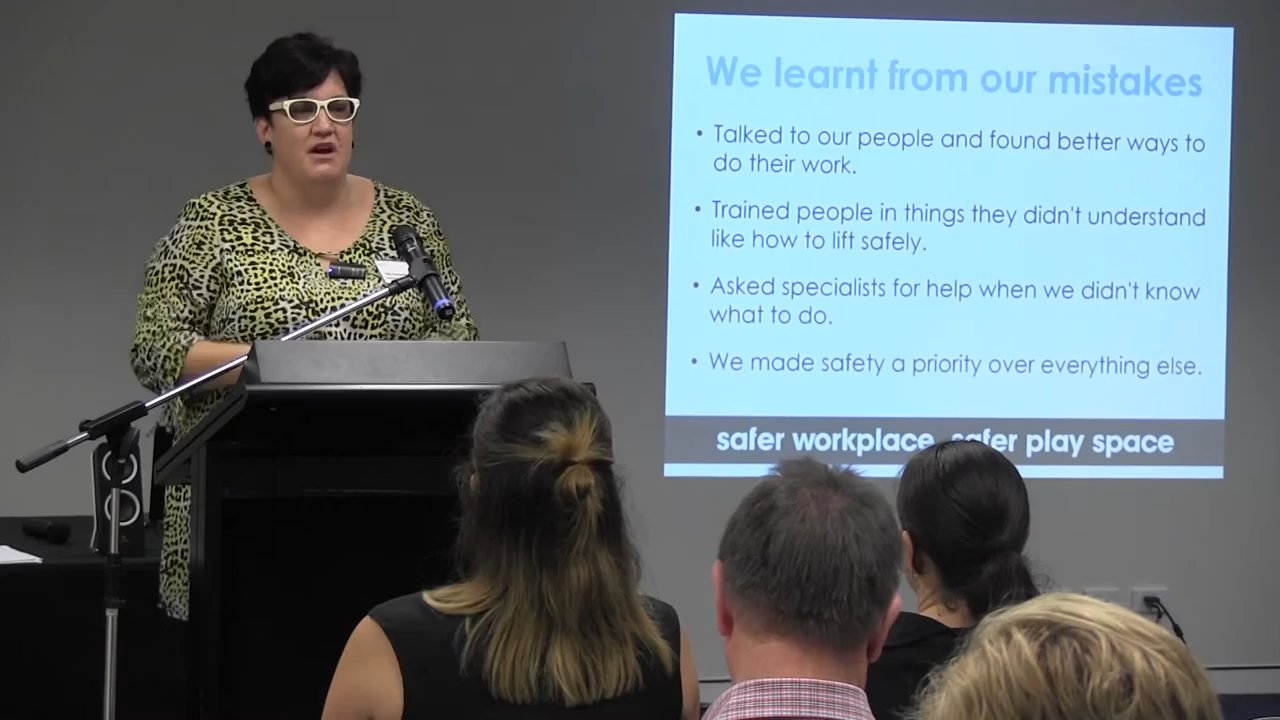 We learnt from our mistakes
• Talked to our people and found better ways to
do their work.
• Trained people in things they didn't understand
like how to lift safely.
• Asked specialists for help when we didn't know
what to do.
• We made safety a priority over everything else.
safer workplace, safer play space